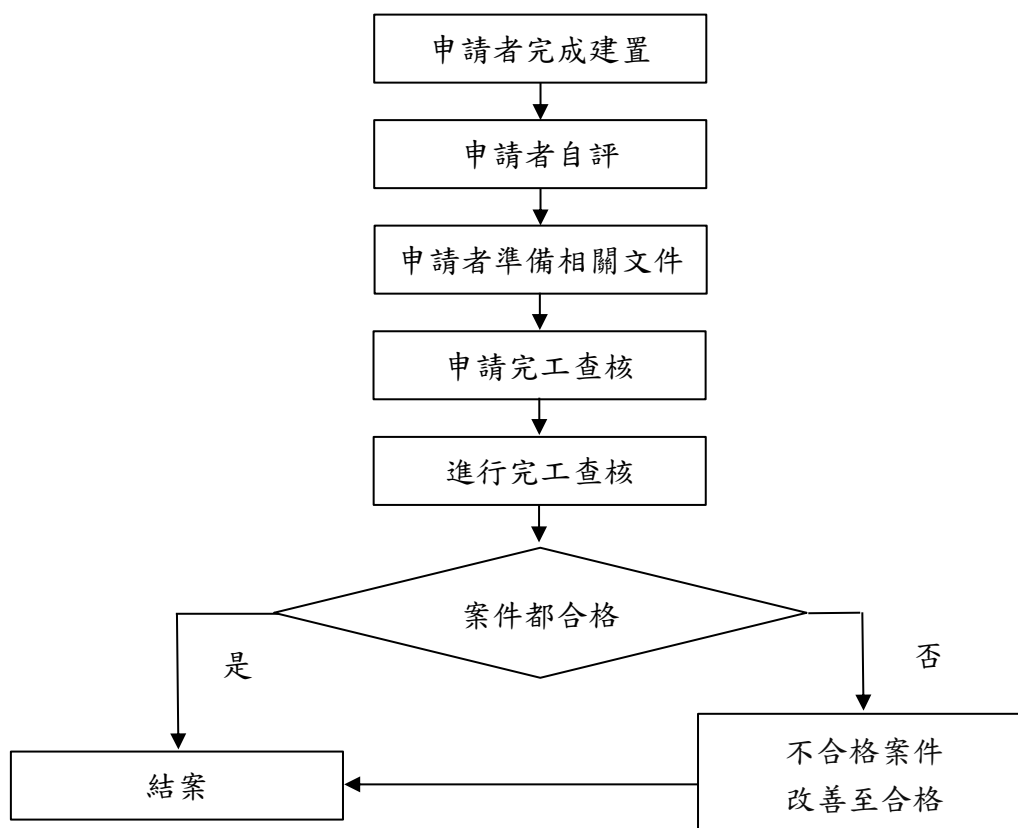 申請者完成建置
申請者自評
申請者準備相關文件
申請完工查核
進行完工查核
案件都合格
是
否
不合格案件
改善至合格
結案